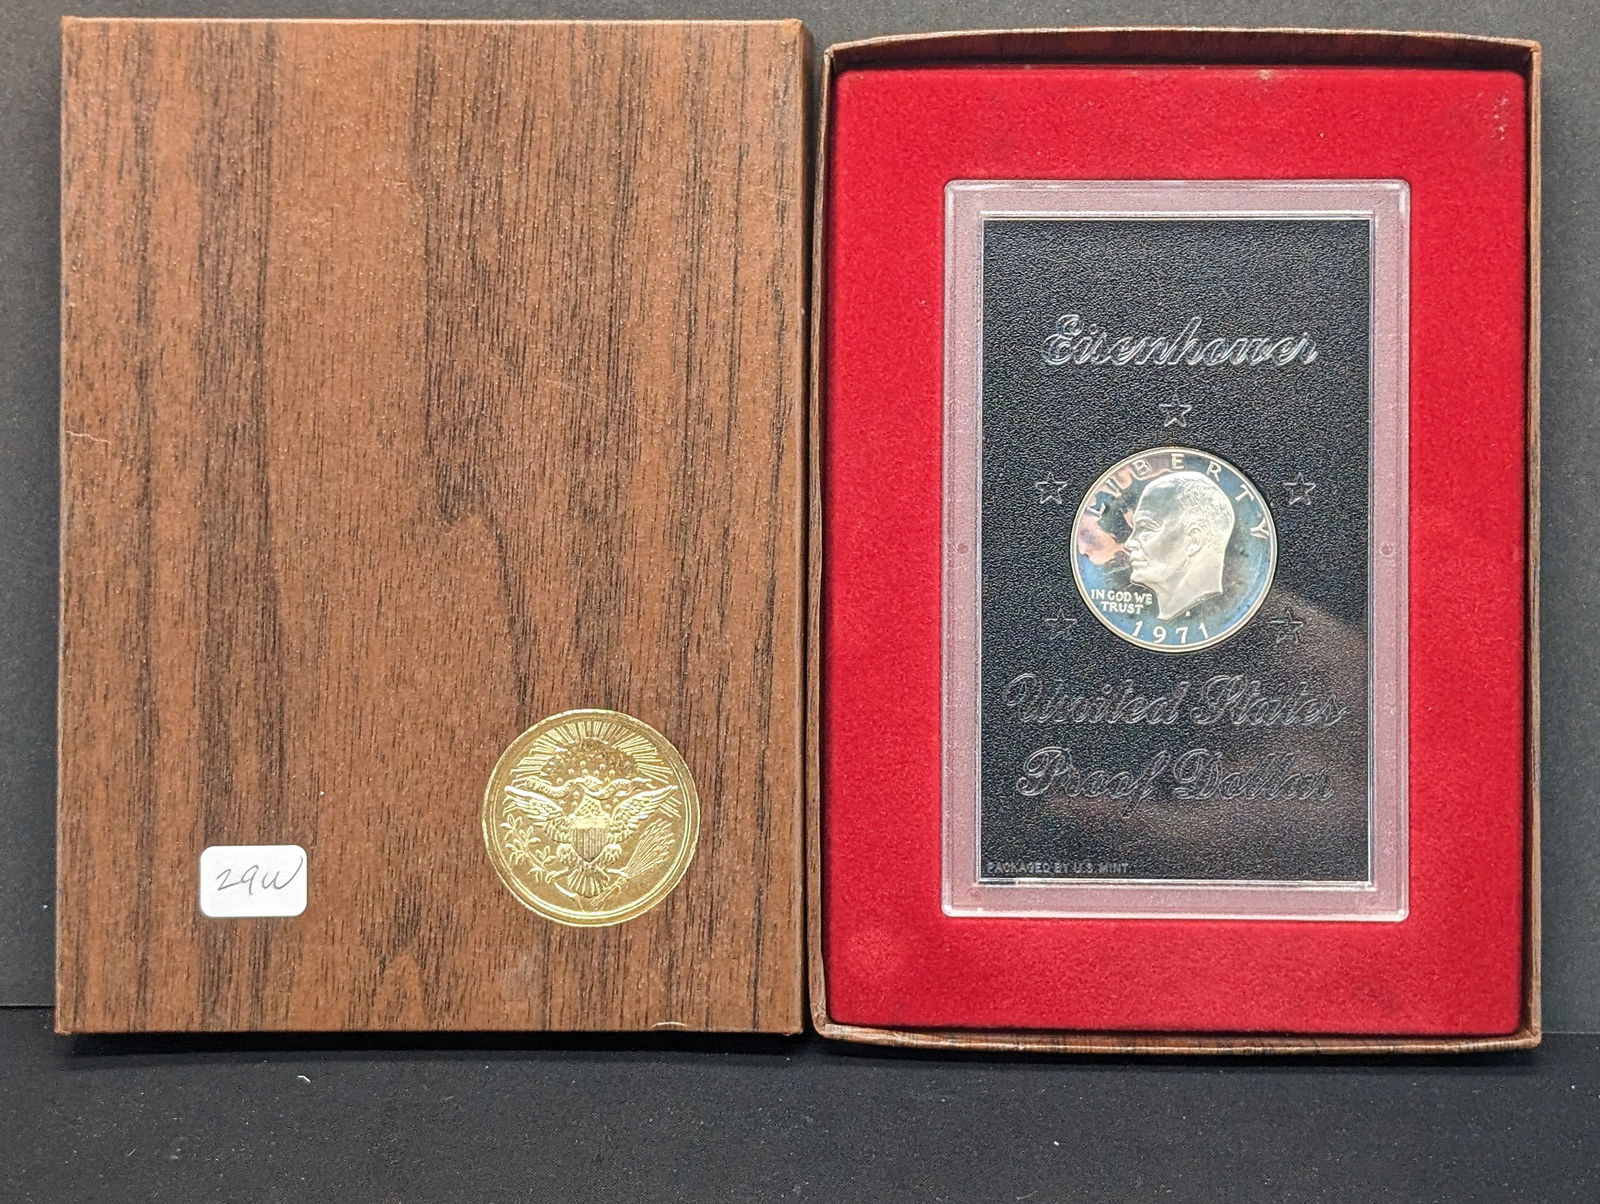 29W
Eisenhower
LIBERTY
IN GOD WE
TRUST
S
1971
United States
Proof Dollar
PACKAGED BY U.S. MINT